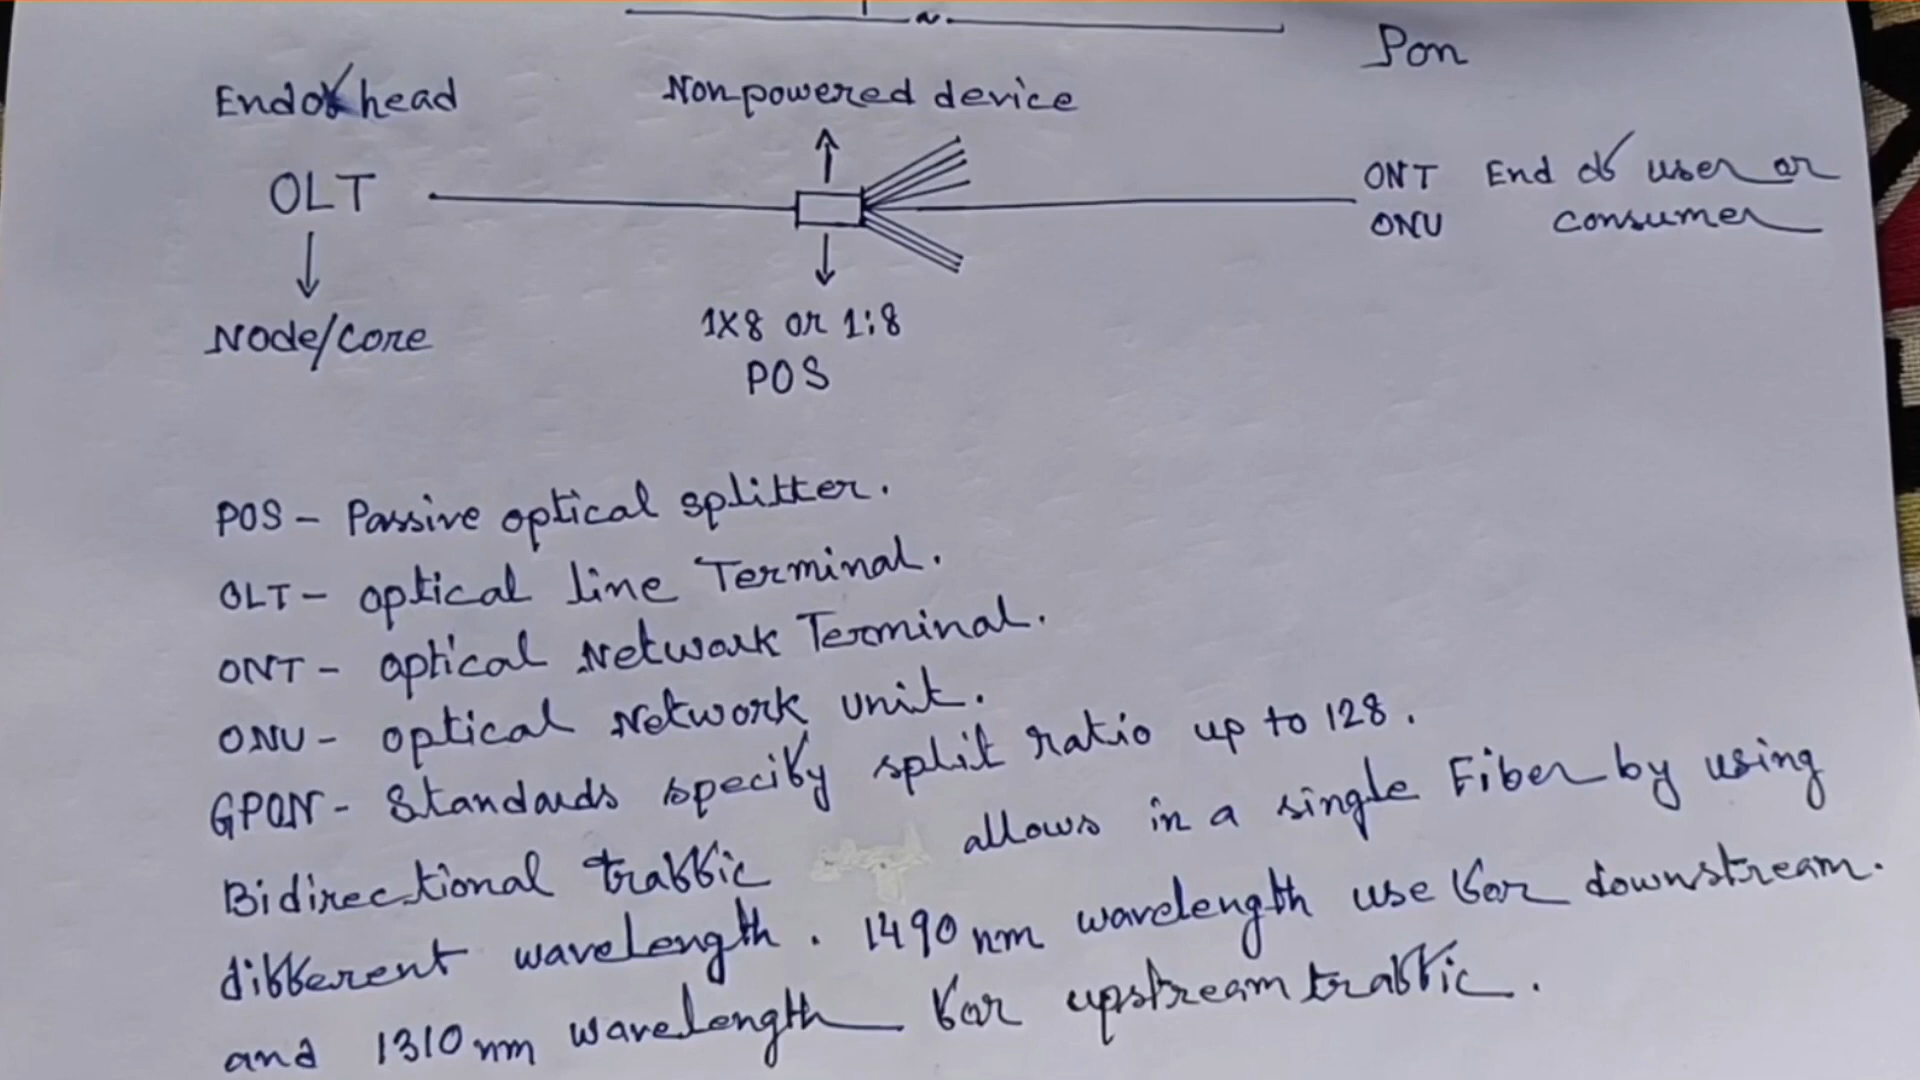 Pon
End of head
Nonpowered device
OLT
ONT End of user or
ONU consumer
Node/core
1X8 or 1:8
POS
POS - Passive optical splitter.
OLT - optical line Terminal.
ONT - optical Network Terminal.
ONU - optical Network unit.
GPON - Standards specify split ratio up to 128.
Bidirectional traffic allows in a single Fiber by using
different wavelength. 1490 nm wavelength use for downstream.
and 1310 nm wavelength for upstream traffic.